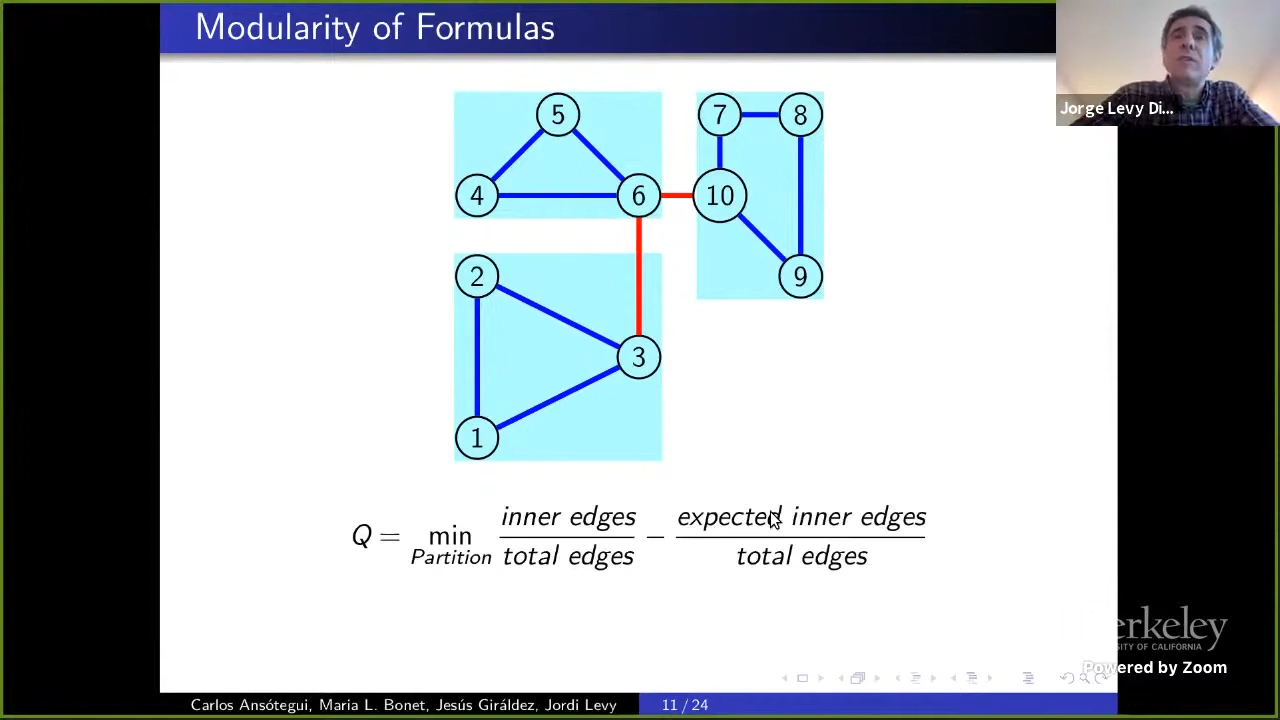 Modularity of Formulas
Jorge Levy Di...
5
7
8
4
6
10
2
9
3
1
Q = min Partition inner edges / total edges − expected inner edges / total edges
erkeley
SITY OF CALIFORNIA
Powered by Zoom
Carlos Ansótegui, Maria L. Bonet, Jesús Giráldez, Jordi Levy
11 / 24